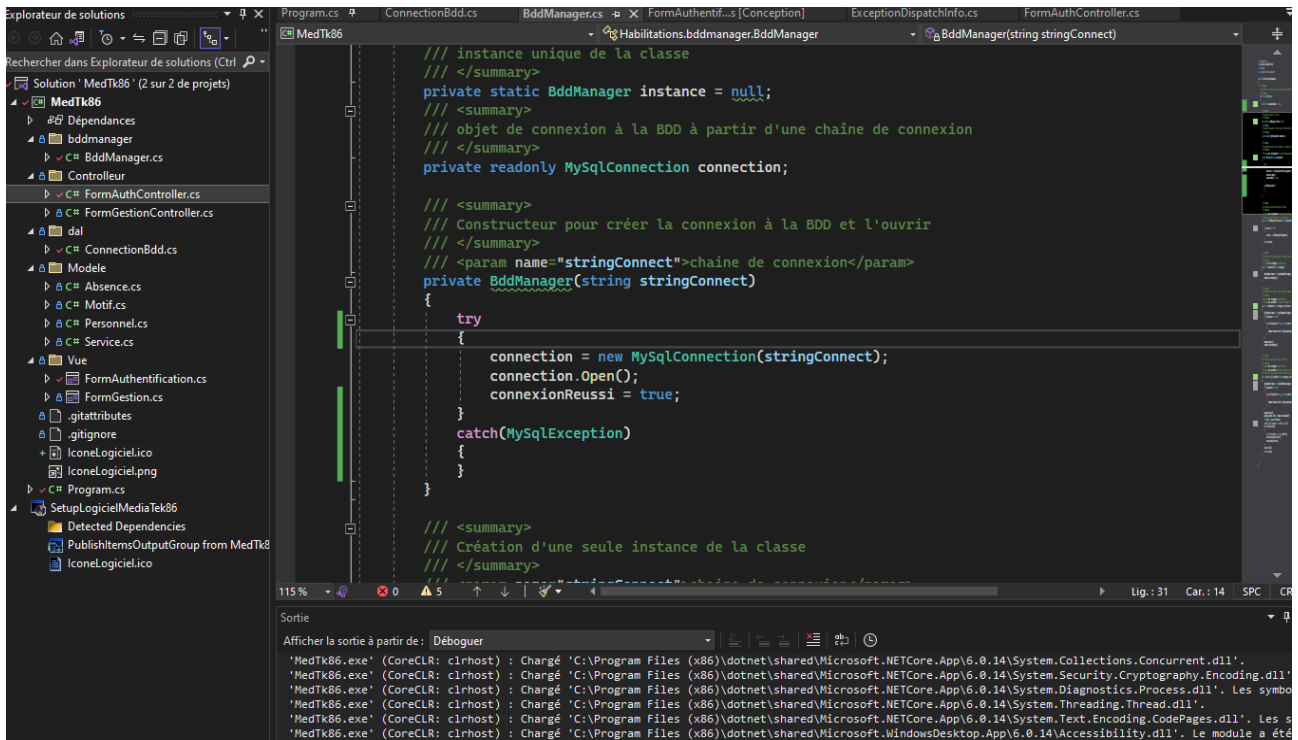 Explorateur de solutions
Program.cs ConnectionBdd.cs BddManager.cs FormAuthentif...s [Conception] ExceptionDispatchInfo.cs FormAuthController.cs
MedTk86 Habilitations.bddmanager.BddManager BddManager(string stringConnect)
Rechercher dans Explorateur de solutions (Ctrl
Solution ' MedTk86 ' (2 sur 2 de projets)
MedTk86
Dépendances
bddmanager
BddManager.cs
Controlleur
FormAuthController.cs
FormGestionController.cs
dal
ConnectionBdd.cs
Modele
Absence.cs
Motif.cs
Personnel.cs
Service.cs
Vue
FormAuthentification.cs
FormGestion.cs
.gitattributes
.gitignore
IconeLogiciel.ico
IconeLogiciel.png
Program.cs
SetupLogicielMediaTek86
Detected Dependencies
PublishItemsOutputGroup from MedTk8
IconeLogiciel.ico
/// instance unique de la classe
/// </summary>
private static BddManager instance = null;
/// <summary>
/// objet de connexion à la BDD à partir d'une chaîne de connexion
/// </summary>
private readonly MySqlConnection connection;
/// <summary>
/// Constructeur pour créer la connexion à la BDD et l'ouvrir
/// </summary>
/// <param name="stringConnect">chaine de connexion</param>
private BddManager(string stringConnect)
{
try
{
connection = new MySqlConnection(stringConnect);
connection.Open();
connexionReussi = true;
}
catch(MySqlException)
{
}
}
/// <summary>
/// Création d'une seule instance de la classe
/// </summary>
115 % 0 5 Lig. : 31 Car. : 14 SPC CR
Sortie
Afficher la sortie à partir de : Déboguer
'MedTk86.exe' (CoreCLR: clrhost) : Chargé 'C:\Program Files (x86)\dotnet\shared\Microsoft.NETCore.App\6.0.14\System.Collections.Concurrent.dll'.
'MedTk86.exe' (CoreCLR: clrhost) : Chargé 'C:\Program Files (x86)\dotnet\shared\Microsoft.NETCore.App\6.0.14\System.Security.Cryptography.Encoding.dll'
'MedTk86.exe' (CoreCLR: clrhost) : Chargé 'C:\Program Files (x86)\dotnet\shared\Microsoft.NETCore.App\6.0.14\System.Diagnostics.Process.dll'. Les symbo
'MedTk86.exe' (CoreCLR: clrhost) : Chargé 'C:\Program Files (x86)\dotnet\shared\Microsoft.NETCore.App\6.0.14\System.Threading.Thread.dll'.
'MedTk86.exe' (CoreCLR: clrhost) : Chargé 'C:\Program Files (x86)\dotnet\shared\Microsoft.NETCore.App\6.0.14\System.Text.Encoding.CodePages.dll'. Les s
'MedTk86.exe' (CoreCLR: clrhost) : Chargé 'C:\Program Files (x86)\dotnet\shared\Microsoft.WindowsDesktop.App\6.0.14\Accessibility.dll'. Le module a été